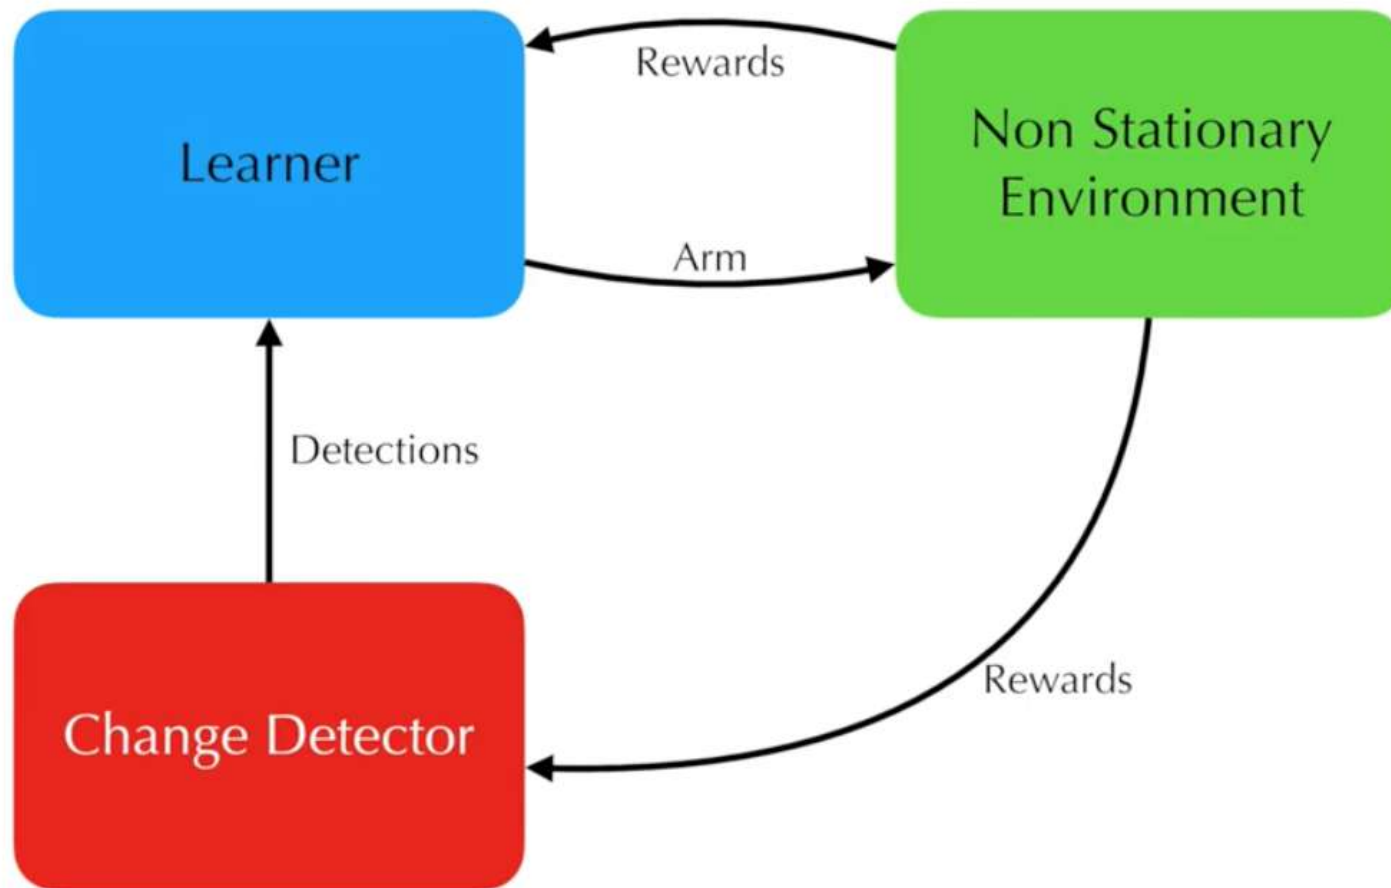 Rewards
Learner
Non Stationary
Environment
Arm
Detections
Rewards
Change Detector